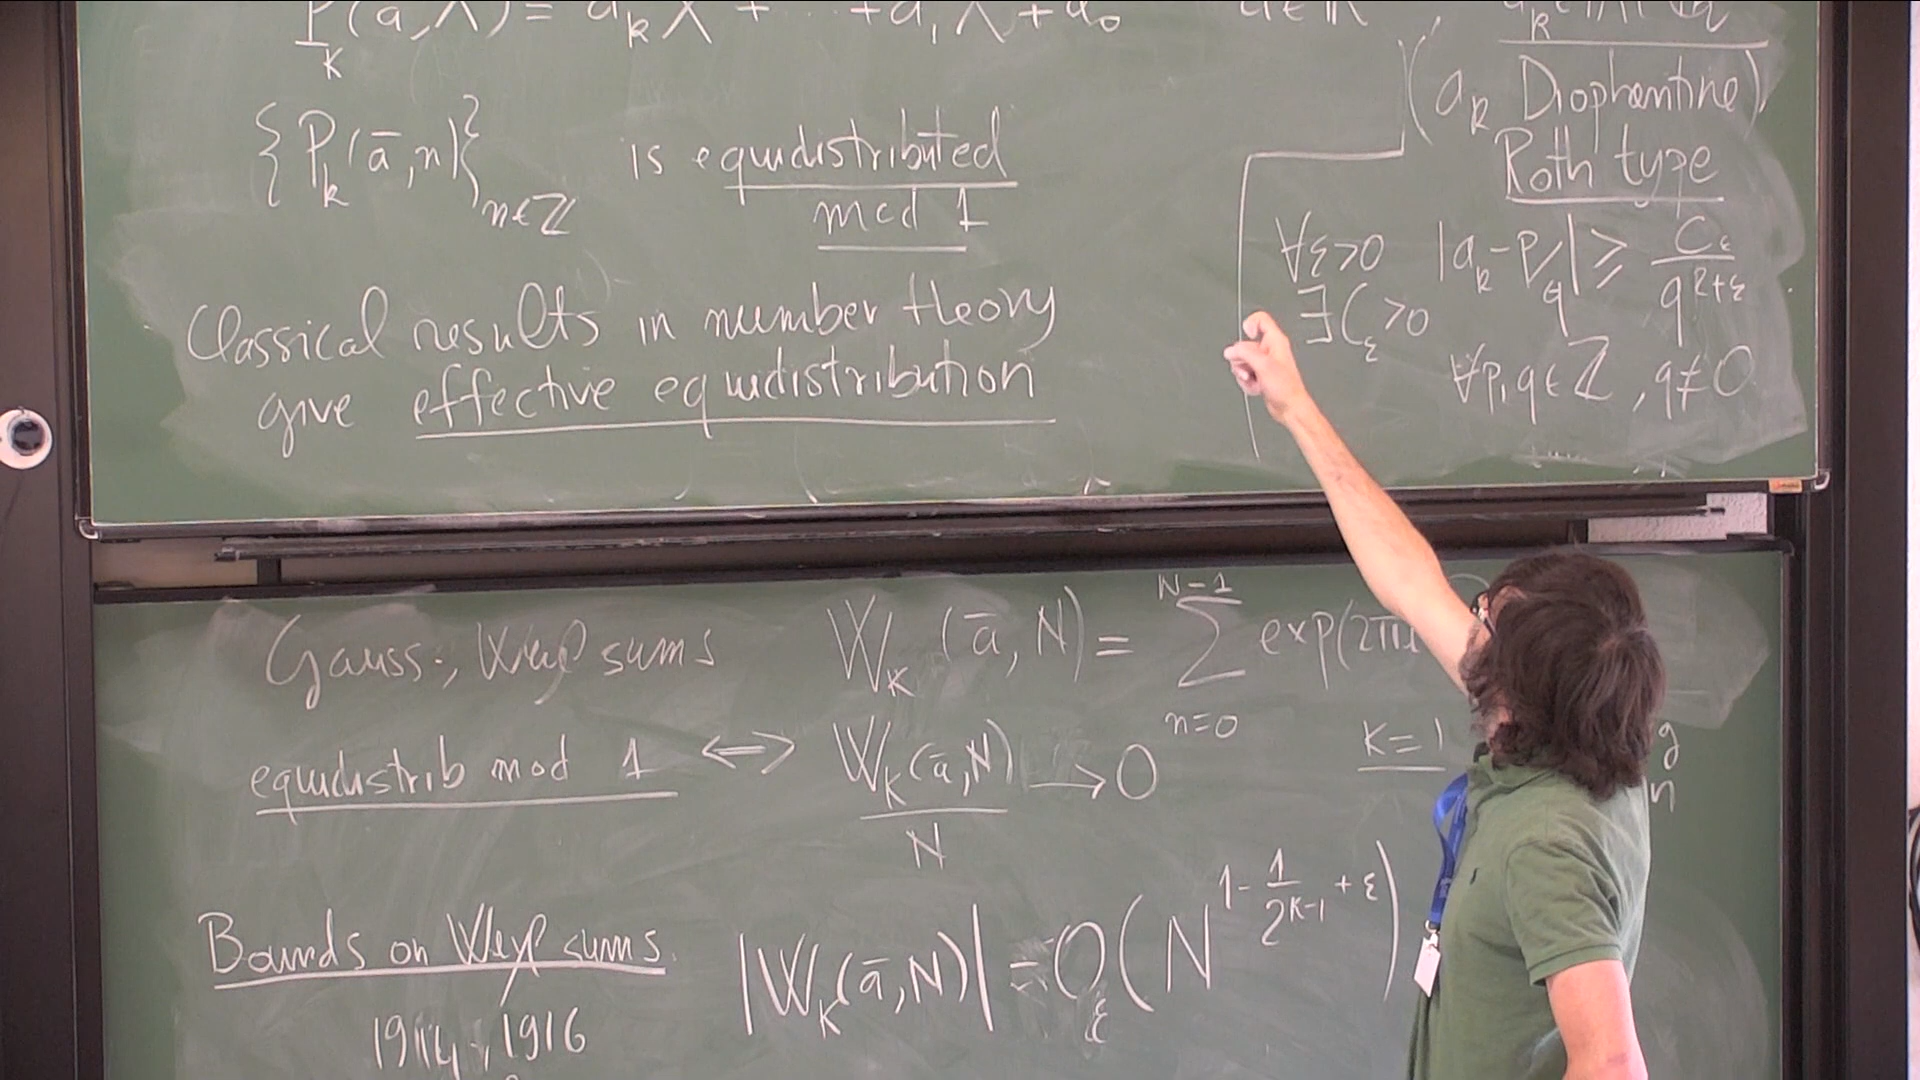 P_k(a,X) = a_k X + ... + a_1 X + a_0
(a_k Diophantine)
Roth type
{P_k(ā,n)}_{n∈ℤ} is equidistributed
mod 1
∀ε>0 |a_k - p/q| ≥ C_ε/q^{2+ε}
∃C_ε>0
∀p,q∈ℤ, q≠0
Classical results in number theory
give effective equidistribution
Gauss., Weyl sums W_k(ā,N) = ∑_{n=0}^{N-1} exp(2πι
equidistrib mod 1 ⟺ W_k(ā,N)/N → 0
K=1
Bounds on Weyl sums.
|W_k(ā,N)| = O_ε(N^{1-1/2^{k-1}+ε})
1914, 1916